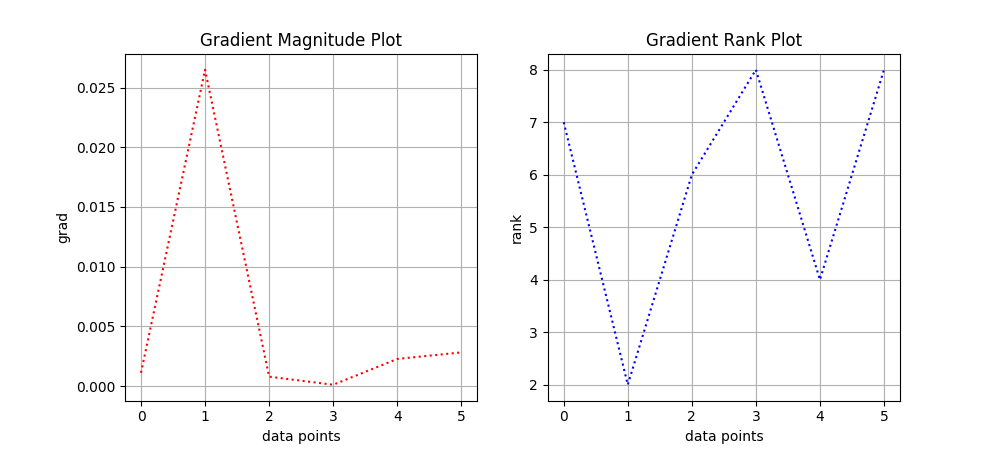 Gradient Magnitude Plot
grad
0.025
0.020
0.015
0.010
0.005
0.000
0 1 2 3 4 5
data points
Gradient Rank Plot
rank
8
7
6
5
4
3
2
0 1 2 3 4 5
data points